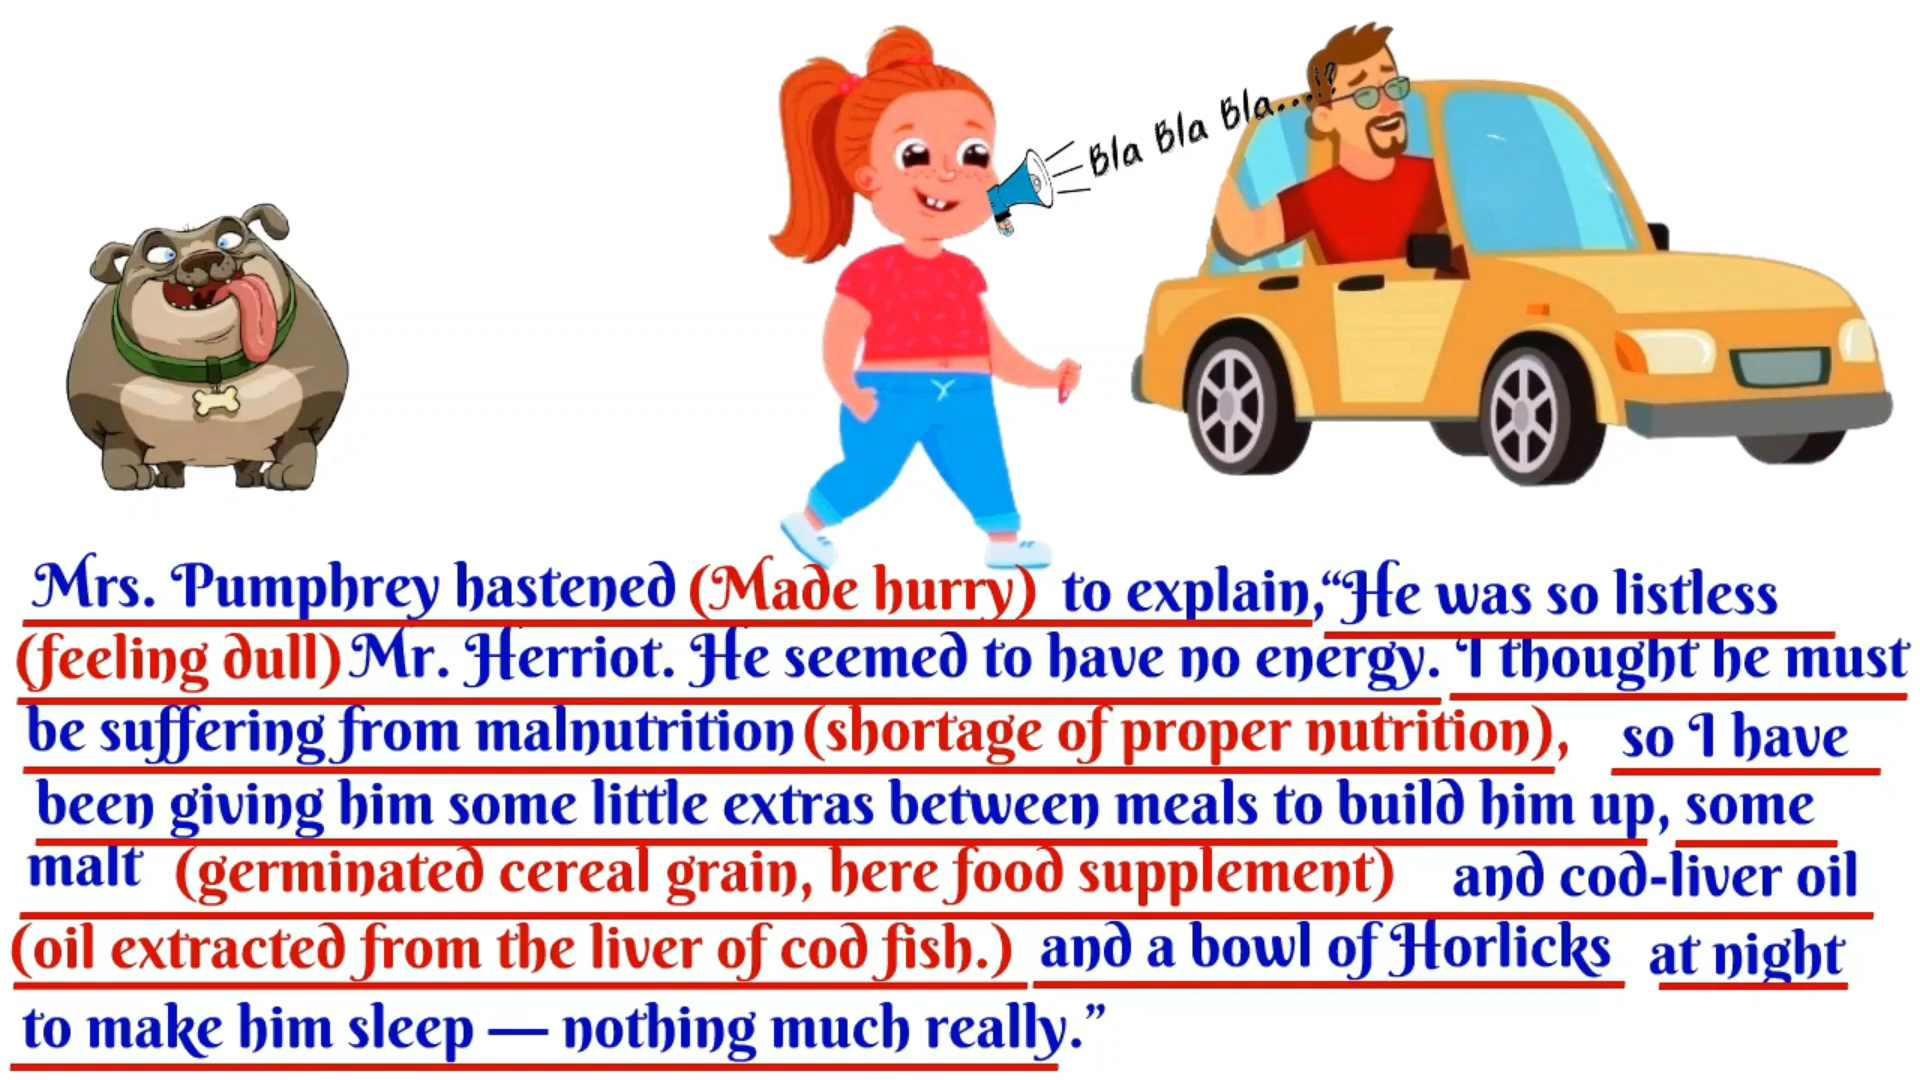 Bla Bla Bla...!?
Mrs. Pumphrey hastened (Made hurry) to explain,“He was so listless
(feeling dull) Mr. Herriot. He seemed to have no energy. I thought he must
be suffering from malnutrition (shortage of proper nutrition), so I have
been giving him some little extras between meals to build him up, some
malt (germinated cereal grain, here food supplement) and cod-liver oil
(oil extracted from the liver of cod fish.) and a bowl of Horlicks at night
to make him sleep — nothing much really.”